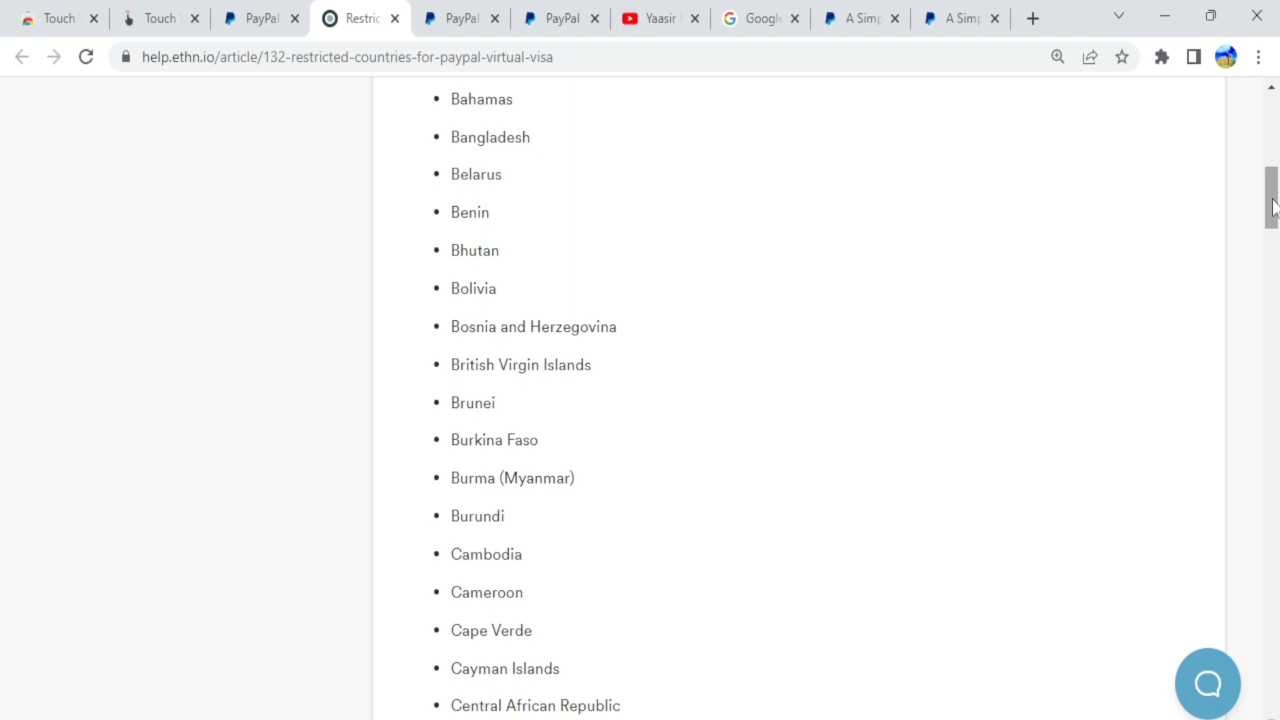 Touch
Touch
PayPal
Restric
PayPal
PayPal
Yaasir
Google
A Simp
A Simp
help.ethn.io/article/132-restricted-countries-for-paypal-virtual-visa
• Bahamas
• Bangladesh
• Belarus
• Benin
• Bhutan
• Bolivia
• Bosnia and Herzegovina
• British Virgin Islands
• Brunei
• Burkina Faso
• Burma (Myanmar)
• Burundi
• Cambodia
• Cameroon
• Cape Verde
• Cayman Islands
• Central African Republic